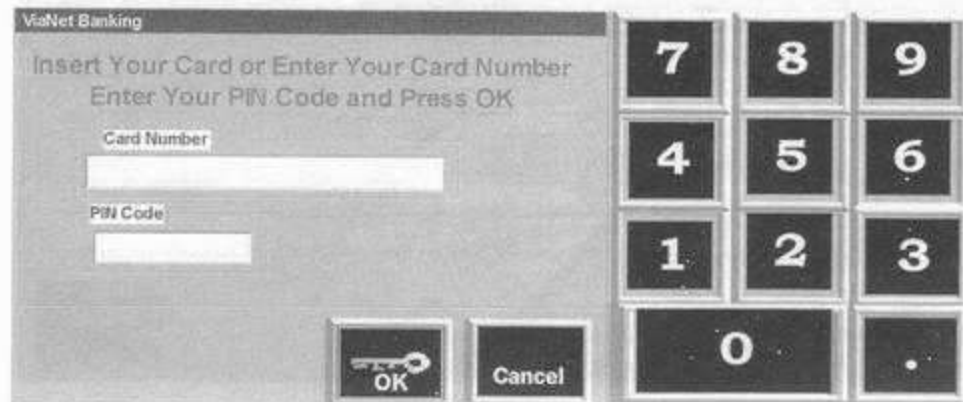 ViaNet Banking
Insert Your Card or Enter Your Card Number
Enter Your PIN Code and Press OK
Card Number
PIN Code
OK
Cancel
7 8 9
4 5 6
1 2 3
0 .